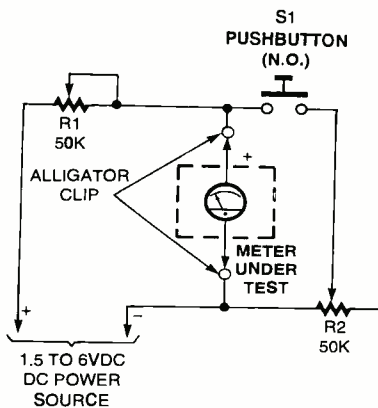 S1
PUSHBUTTON
(N.O.)
R1
50K
ALLIGATOR
CLIP
+
METER
UNDER
TEST
+
−
R2
50K
1.5 TO 6VDC
DC POWER
SOURCE